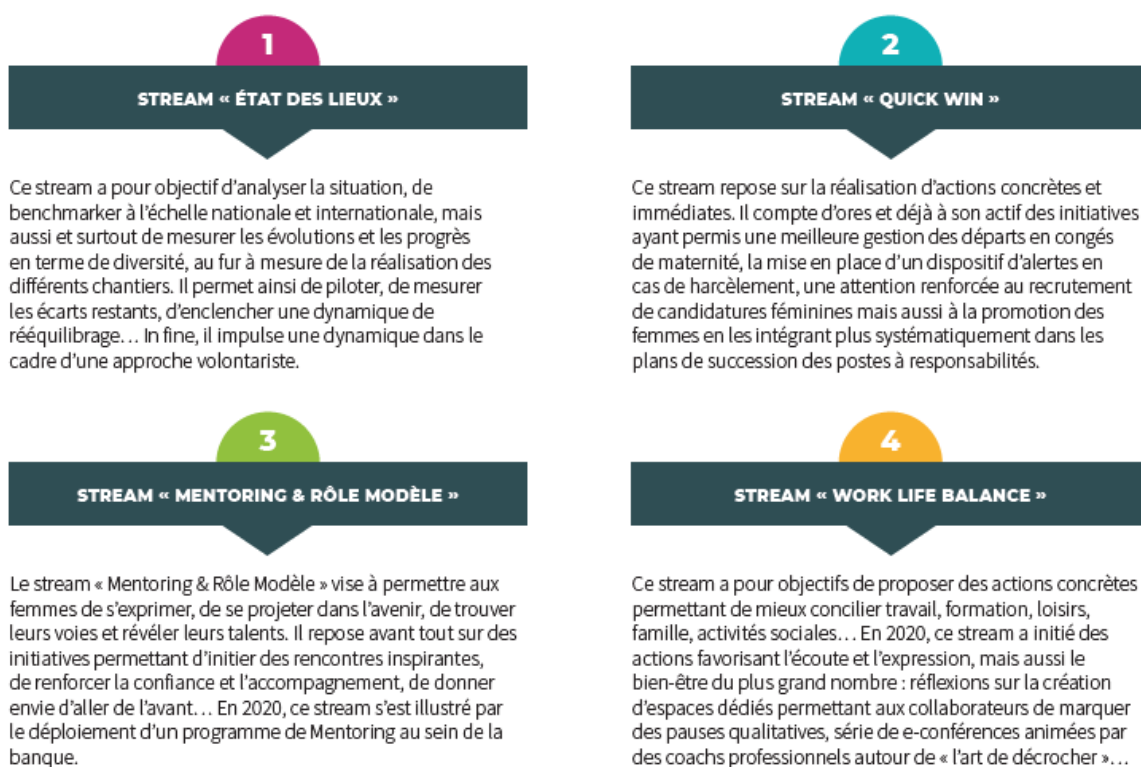 1
STREAM « ÉTAT DES LIEUX »
Ce stream a pour objectif d'analyser la situation, de
benchmarker à l'échelle nationale et internationale, mais
aussi et surtout de mesurer les évolutions et les progrès
en terme de diversité, au fur à mesure de la réalisation des
différents chantiers. Il permet ainsi de piloter, de mesurer
les écarts restants, d'enclencher une dynamique de
rééquilibrage… In fine, il impulse une dynamique dans le
cadre d'une approche volontariste.
2
STREAM « QUICK WIN »
Ce stream repose sur la réalisation d'actions concrètes et
immédiates. Il compte d'ores et déjà à son actif des initiatives
ayant permis une meilleure gestion des départs en congés
de maternité, la mise en place d'un dispositif d'alertes en
cas de harcèlement, une attention renforcée au recrutement
de candidatures féminines mais aussi à la promotion des
femmes en les intégrant plus systématiquement dans les
plans de succession des postes à responsabilités.
3
STREAM « MENTORING & RÔLE MODÈLE »
Le stream « Mentoring & Rôle Modèle » vise à permettre aux
femmes de s'exprimer, de se projeter dans l'avenir, de trouver
leurs voies et révéler leurs talents. Il repose avant tout sur des
initiatives permettant d'initier des rencontres inspirantes,
de renforcer la confiance et l'accompagnement, de donner
envie d'aller de l'avant… En 2020, ce stream s'est illustré par
le déploiement d'un programme de Mentoring au sein de la
banque.
4
STREAM « WORK LIFE BALANCE »
Ce stream a pour objectifs de proposer des actions concrètes
permettant de mieux concilier travail, formation, loisirs,
famille, activités sociales… En 2020, ce stream a initié des
actions favorisant l'écoute et l'expression, mais aussi le
bien-être du plus grand nombre : réflexions sur la création
d'espaces dédiés permettant aux collaborateurs de marquer
des pauses qualitatives, série de e-conférences animées par
des coachs professionnels autour de « l'art de décrocher »…